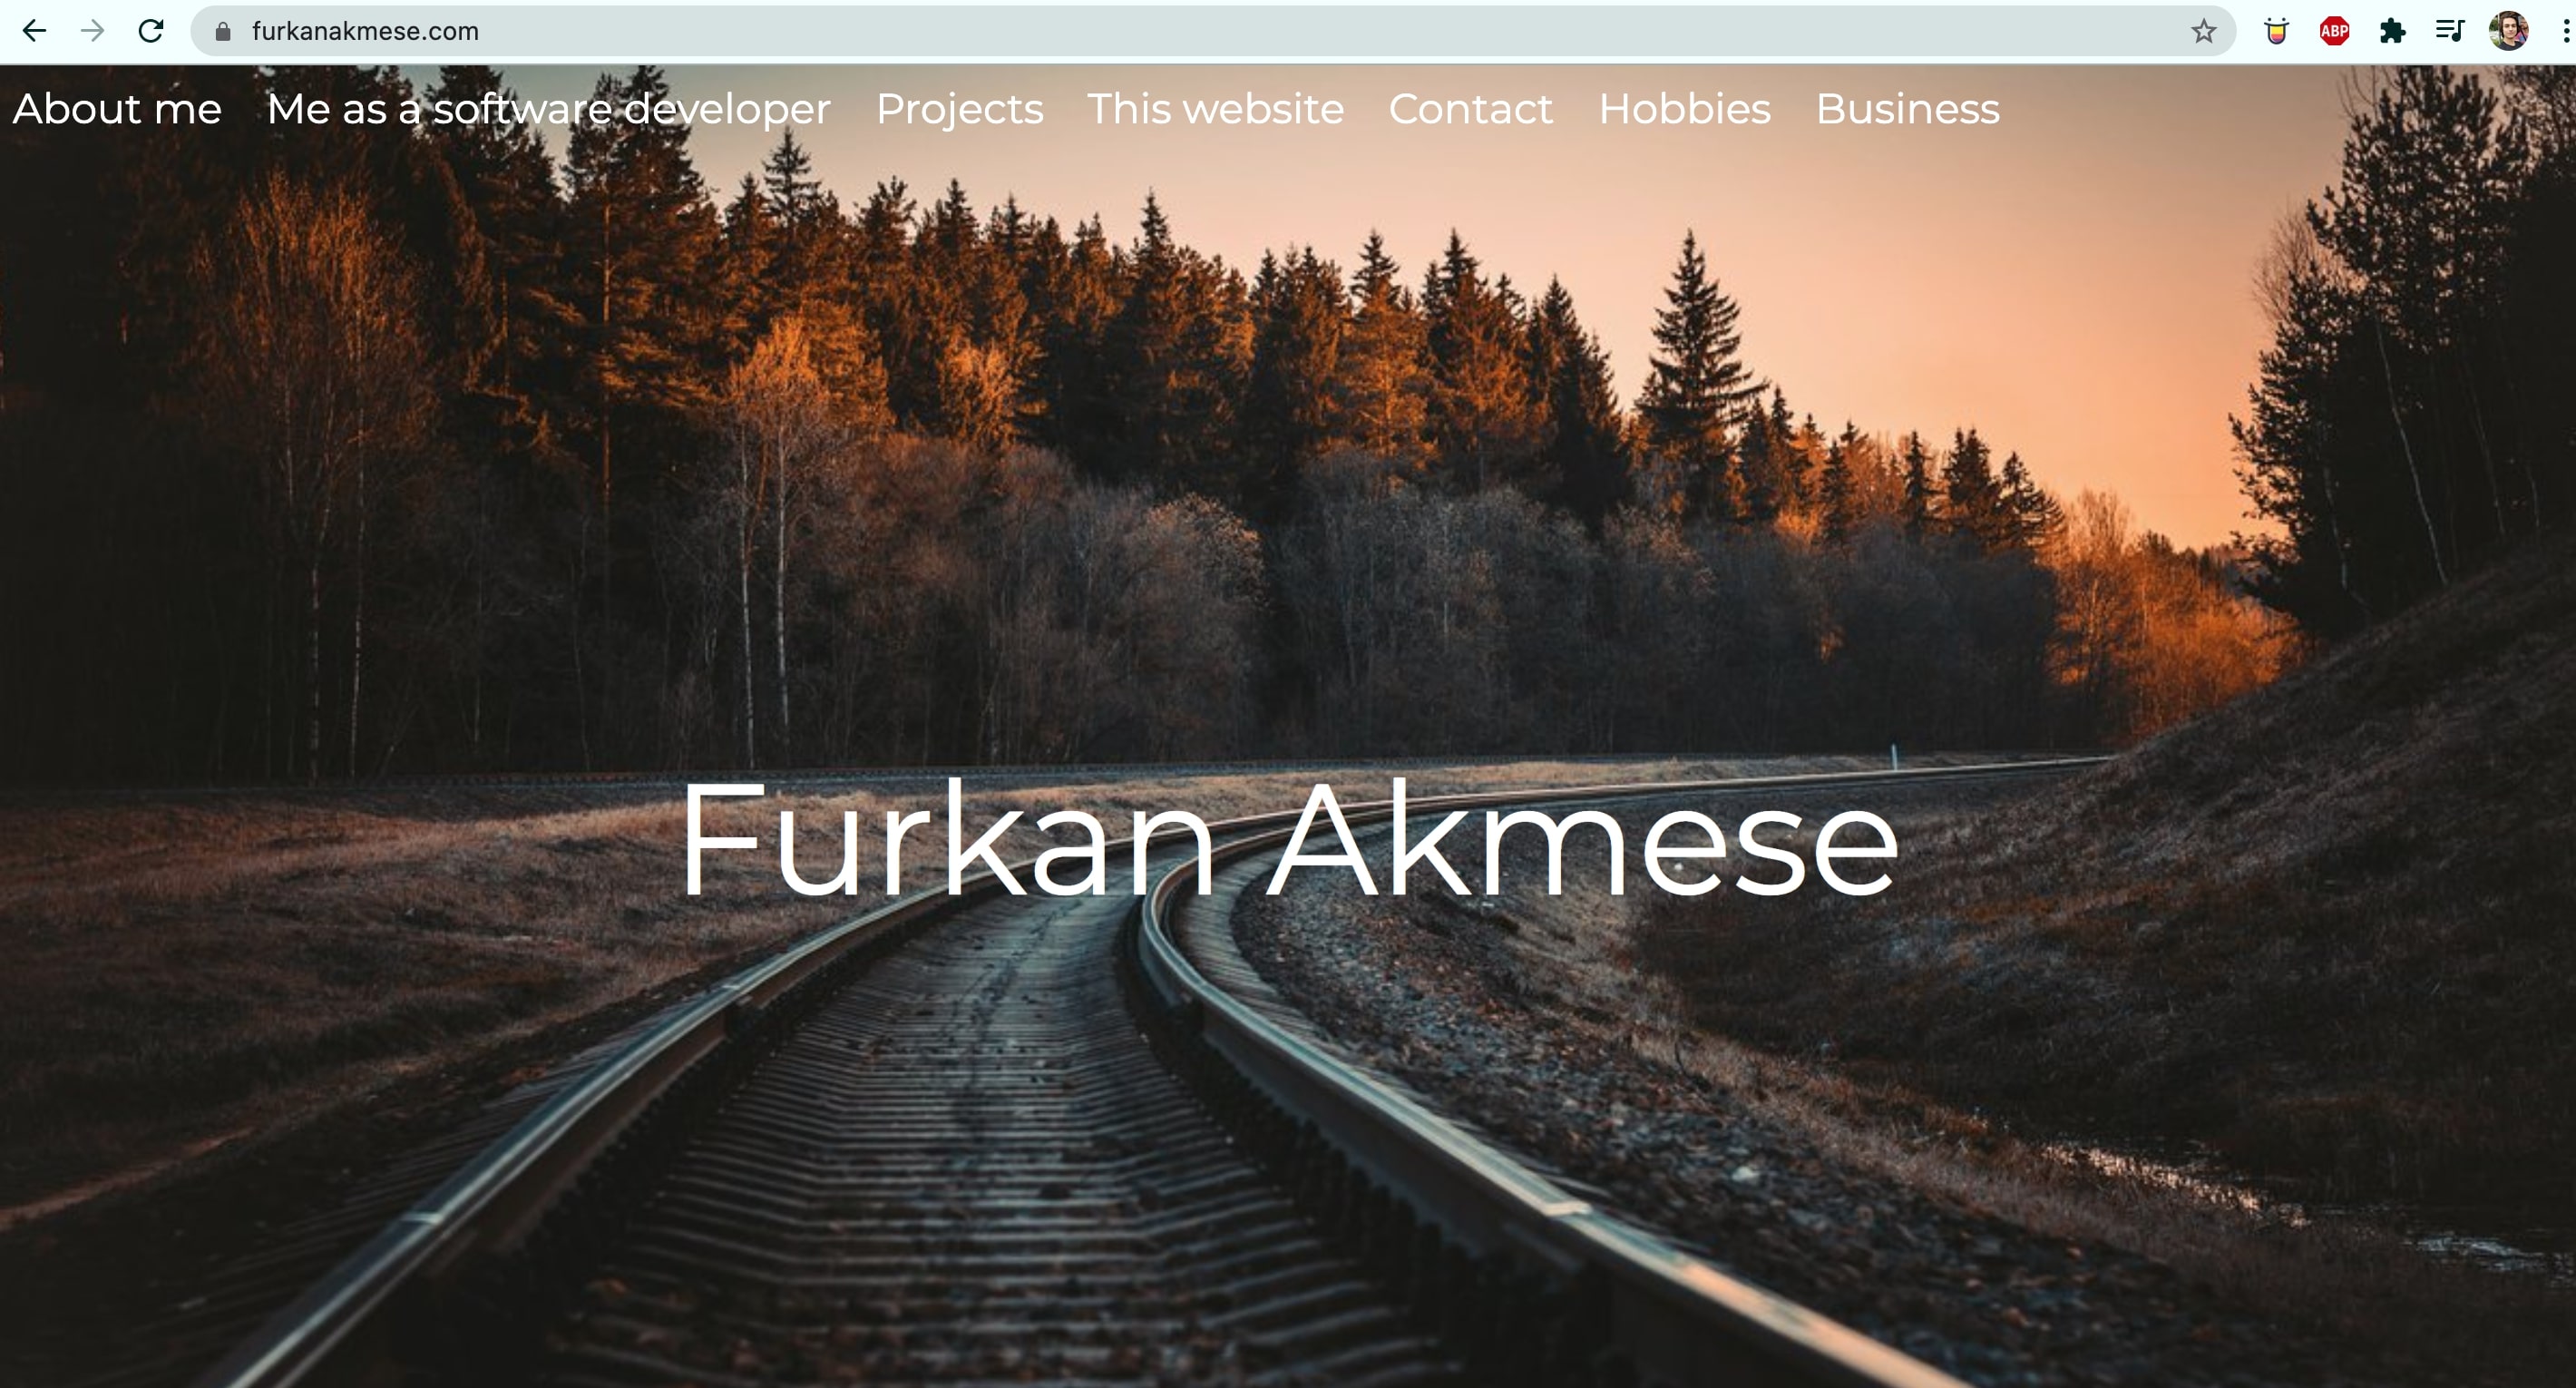 furkanakmese.com
ABP
About me Me as a software developer Projects This website Contact Hobbies Business
Furkan Akmese